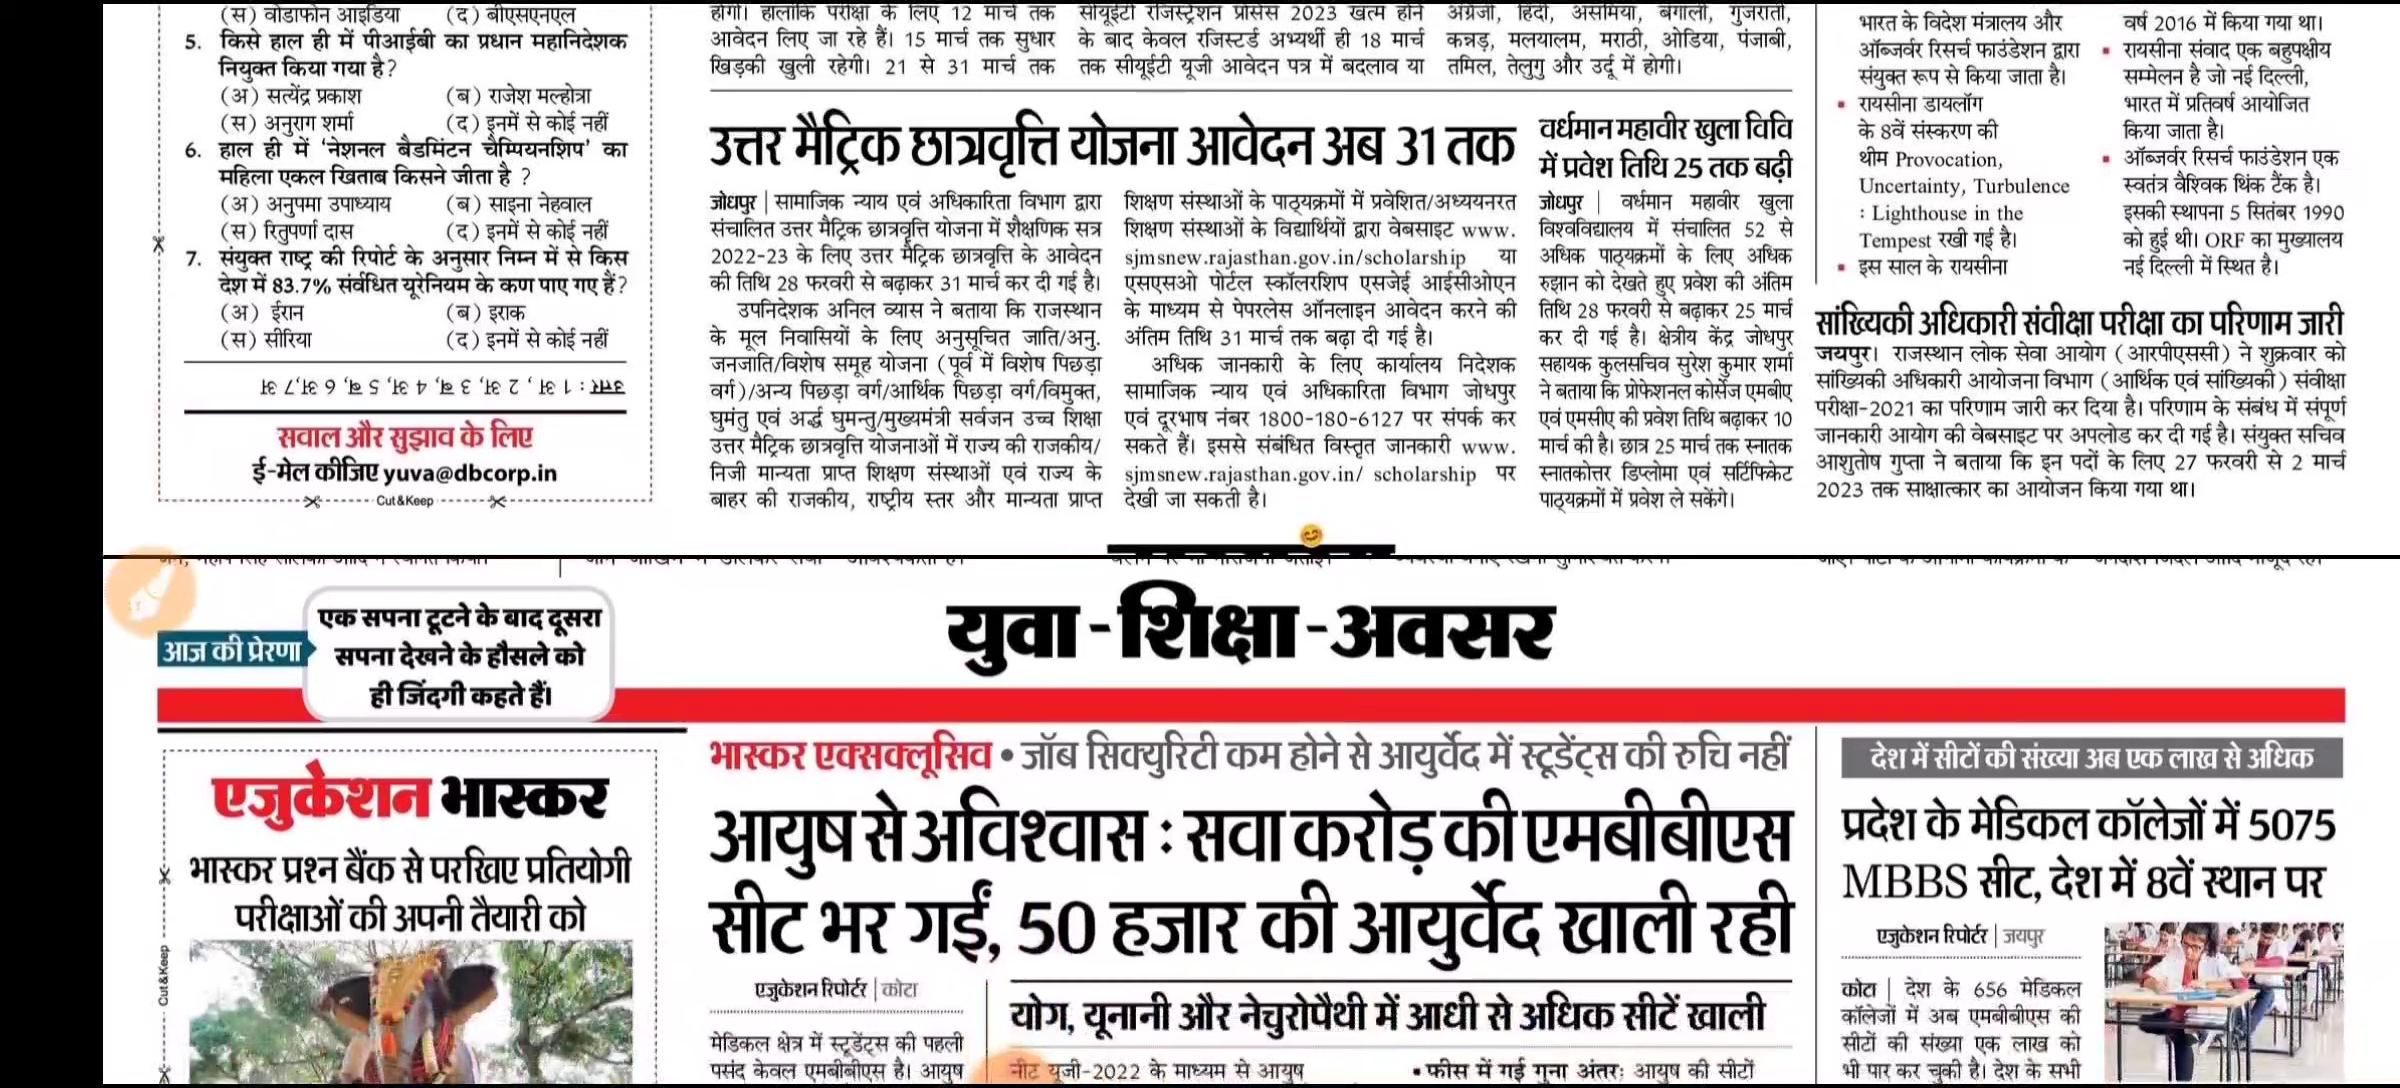 (स) वोडाफोन आइडिया (द) बीएसएनएल
5. किसे हाल ही में पीआईबी का प्रधान महानिदेशक
नियुक्त किया गया है?
(अ) सत्येंद्र प्रकाश (ब) राजेश मल्होत्रा
(स) अनुराग शर्मा (द) इनमें से कोई नहीं
6. हाल ही में 'नेशनल बैडमिंटन चैम्पियनशिप' का
महिला एकल खिताब किसने जीता है ?
(अ) अनुपमा उपाध्याय (ब) साइना नेहवाल
(स) रितुपर्णा दास (द) इनमें से कोई नहीं
7. संयुक्त राष्ट्र की रिपोर्ट के अनुसार निम्न में से किस
देश में 83.7% संवर्धित यूरेनियम के कण पाए गए हैं?
(अ) ईरान (ब) इराक
(स) सीरिया (द) इनमें से कोई नहीं
उत्तर : 1 अ, 2 अ, 3 ब, 4 अ, 5 ब, 6 अ,7 अ
सवाल और सुझाव के लिए
ई-मेल कीजिए yuva@dbcorp.in
Cut&Keep
होगी। हालांकि परीक्षा के लिए 12 मार्च तक
आवेदन लिए जा रहे हैं। 15 मार्च तक सुधार
खिड़की खुली रहेगी। 21 से 31 मार्च तक
सीयूईटी रजिस्ट्रेशन प्रोसेस 2023 खत्म होने
के बाद केवल रजिस्टर्ड अभ्यर्थी ही 18 मार्च
तक सीयूईटी यूजी आवेदन पत्र में बदलाव या
अंग्रेजी, हिंदी, असमिया, बंगाली, गुजराती,
कन्नड़, मलयालम, मराठी, ओडिया, पंजाबी,
तमिल, तेलुगु और उर्दू में होगी।
उत्तर मैट्रिक छात्रवृत्ति योजना आवेदन अब 31 तक
जोधपुर | सामाजिक न्याय एवं अधिकारिता विभाग द्वारा
संचालित उत्तर मैट्रिक छात्रवृत्ति योजना में शैक्षणिक सत्र
2022-23 के लिए उत्तर मैट्रिक छात्रवृत्ति के आवेदन
की तिथि 28 फरवरी से बढ़ाकर 31 मार्च कर दी गई है।
उपनिदेशक अनिल व्यास ने बताया कि राजस्थान
के मूल निवासियों के लिए अनुसूचित जाति/अनु.
जनजाति/विशेष समूह योजना (पूर्व में विशेष पिछड़ा
वर्ग)/अन्य पिछड़ा वर्ग/आर्थिक पिछड़ा वर्ग/विमुक्त,
घुमंतु एवं अर्द्ध घुमन्तु/मुख्यमंत्री सर्वजन उच्च शिक्षा
उत्तर मैट्रिक छात्रवृत्ति योजनाओं में राज्य की राजकीय/
निजी मान्यता प्राप्त शिक्षण संस्थाओं एवं राज्य के
बाहर की राजकीय, राष्ट्रीय स्तर और मान्यता प्राप्त
शिक्षण संस्थाओं के पाठ्यक्रमों में प्रवेशित/अध्ययनरत
शिक्षण संस्थाओं के विद्यार्थियों द्वारा वेबसाइट www.
sjmsnew.rajasthan.gov.in/scholarship या
एसएसओ पोर्टल स्कॉलरशिप एसजेई आईसीओएन
के माध्यम से पेपरलेस ऑनलाइन आवेदन करने की
अंतिम तिथि 31 मार्च तक बढ़ा दी गई है।
अधिक जानकारी के लिए कार्यालय निदेशक
सामाजिक न्याय एवं अधिकारिता विभाग जोधपुर
एवं दूरभाष नंबर 1800-180-6127 पर संपर्क कर
सकते हैं। इससे संबंधित विस्तृत जानकारी www.
sjmsnew.rajasthan.gov.in/ scholarship पर
देखी जा सकती है।
वर्धमान महावीर खुला विवि
में प्रवेश तिथि 25 तक बढ़ी
जोधपुर | वर्धमान महावीर खुला
विश्वविद्यालय में संचालित 52 से
अधिक पाठ्यक्रमों के लिए अधिक
रुझान को देखते हुए प्रवेश की अंतिम
तिथि 28 फरवरी से बढ़ाकर 25 मार्च
कर दी गई है। क्षेत्रीय केंद्र जोधपुर
सहायक कुलसचिव सुरेश कुमार शर्मा
ने बताया कि प्रोफेशनल कोर्सेज एमबीए
एवं एमसीए की प्रवेश तिथि बढ़ाकर 10
मार्च की है। छात्र 25 मार्च तक स्नातक
स्नातकोत्तर डिप्लोमा एवं सर्टिफिकेट
पाठ्यक्रमों में प्रवेश ले सकेंगे।
भारत के विदेश मंत्रालय और
ऑब्जर्वर रिसर्च फाउंडेशन द्वारा
संयुक्त रूप से किया जाता है।
▪ रायसीना डायलॉग
के 8वें संस्करण की
थीम Provocation,
Uncertainty, Turbulence
: Lighthouse in the
Tempest रखी गई है।
▪ इस साल के रायसीना
वर्ष 2016 में किया गया था।
▪ रायसीना संवाद एक बहुपक्षीय
सम्मेलन है जो नई दिल्ली,
भारत में प्रतिवर्ष आयोजित
किया जाता है।
▪ ऑब्जर्वर रिसर्च फाउंडेशन एक
स्वतंत्र वैश्विक थिंक टैंक है।
इसकी स्थापना 5 सितंबर 1990
को हुई थी। ORF का मुख्यालय
नई दिल्ली में स्थित है।
सांख्यिकी अधिकारी संवीक्षा परीक्षा का परिणाम जारी
जयपुर। राजस्थान लोक सेवा आयोग (आरपीएससी) ने शुक्रवार को
सांख्यिकी अधिकारी आयोजना विभाग (आर्थिक एवं सांख्यिकी) संवीक्षा
परीक्षा-2021 का परिणाम जारी कर दिया है। परिणाम के संबंध में संपूर्ण
जानकारी आयोग की वेबसाइट पर अपलोड कर दी गई है। संयुक्त सचिव
आशुतोष गुप्ता ने बताया कि इन पदों के लिए 27 फरवरी से 2 मार्च
2023 तक साक्षात्कार का आयोजन किया गया था।
आज की प्रेरणा
एक सपना टूटने के बाद दूसरा
सपना देखने के हौसले को
ही जिंदगी कहते हैं।
युवा-शिक्षा-अवसर
एजुकेशन भास्कर
भास्कर प्रश्न बैंक से परखिए प्रतियोगी
परीक्षाओं की अपनी तैयारी को
Cut&Keep
भास्कर एक्सक्लूसिव • जॉब सिक्युरिटी कम होने से आयुर्वेद में स्टूडेंट्स की रुचि नहीं
आयुष से अविश्वास : सवा करोड़ की एमबीबीएस
सीट भर गईं, 50 हजार की आयुर्वेद खाली रही
एजुकेशन रिपोर्टर | कोटा
मेडिकल क्षेत्र में स्टूडेंट्स की पहली
पसंद केवल एमबीबीएस है। आयुष
योग, यूनानी और नेचुरोपैथी में आधी से अधिक सीटें खाली
नीट यूजी-2022 के माध्यम से आयुष
• फीस में गई गुना अंतर: आयुष की सीटों
देश में सीटों की संख्या अब एक लाख से अधिक
प्रदेश के मेडिकल कॉलेजों में 5075
MBBS सीट, देश में 8वें स्थान पर
एजुकेशन रिपोर्टर | जयपुर
कोटा | देश के 656 मेडिकल
कॉलेजों में अब एमबीबीएस की
सीटों की संख्या एक लाख को
भी पार कर चुकी है। देश के सभी